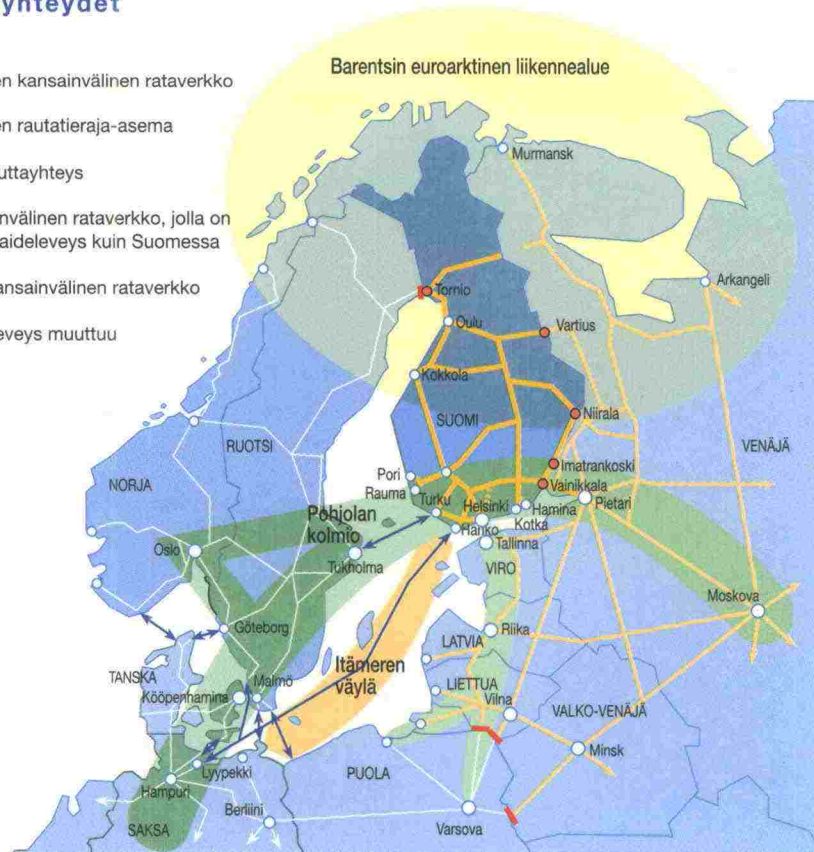 yhteydet
en kansainvälinen rataverkko
en rautatieraja-asema
uttayhteys
nvälinen rataverkko, jolla on
aideleveys kuin Suomessa
ansainvälinen rataverkko
eveys muuttuu
Barentsin euroarktinen liikennealue
Murmansk
Arkangeli
Tornio
Oulu
Vartius
Kokkola
SUOMI
Niirala
RUOTSI
VENÄJÄ
NORJA
Imatrankoski
Pori
Vainikkala
Rauma
Turku
Helsinki
Hamina
Pietari
Pohjolan
kolmio
Hanko
Kotka
Oslo
Tallinna
Tukholma
VIRO
Moskova
Göteborg
Riika
LATVIA
Itämeren
väylä
TANSKA
Malmö
Kööpenhamina
LIETTUA
Vilna
VALKO-VENÄJÄ
Minsk
Lyypekki
PUOLA
Hampuri
Berliini
SAKSA
Varsova